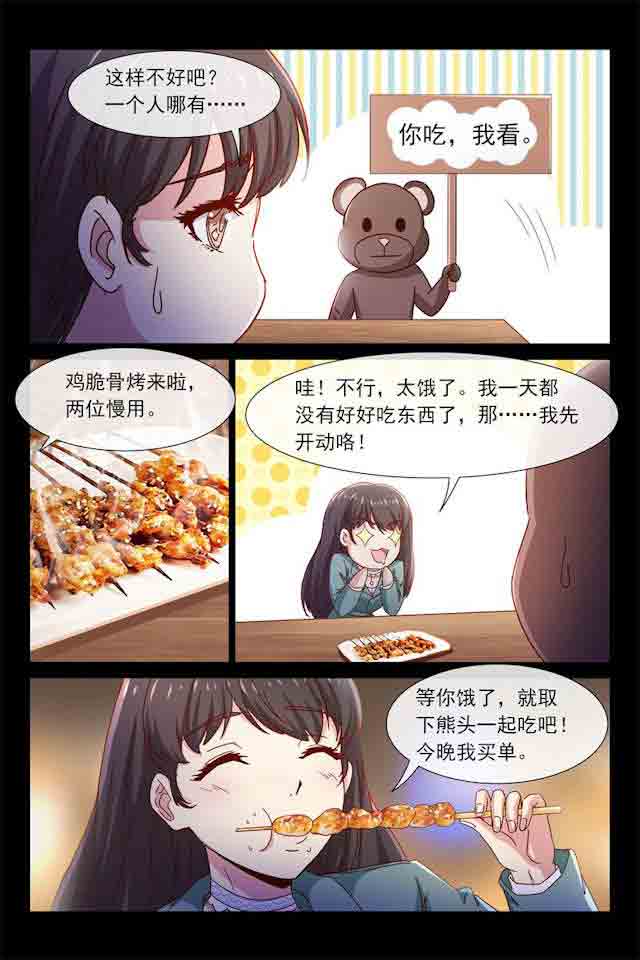 这样不好吧？
一个人哪有……
你吃，我看。
鸡脆骨烤来啦，
两位慢用。
哇！不行，太饿了。我一天都
没有好好吃东西了，那……我先
开动咯！
等你饿了，就取
下熊头一起吃吧！
今晚我买单。